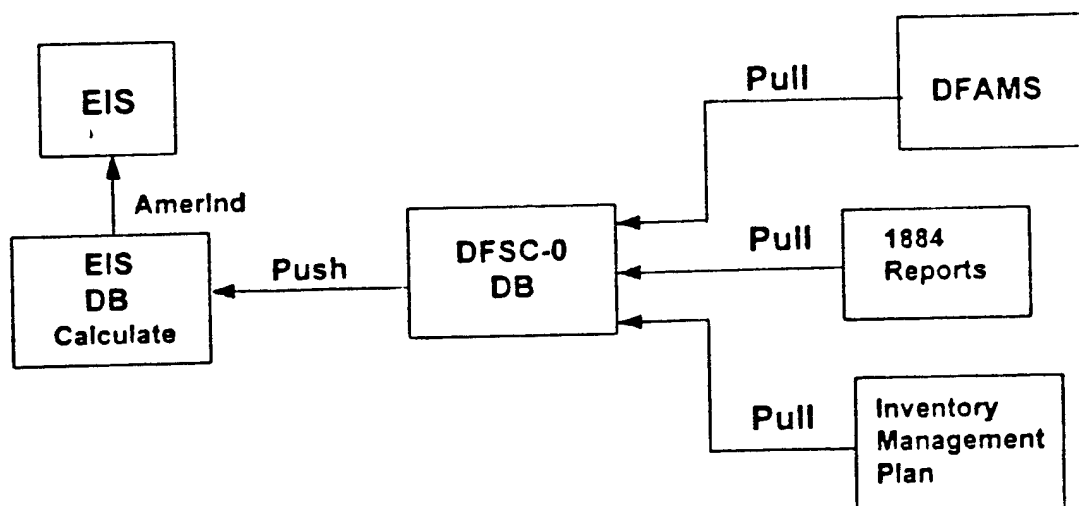 EIS
AmerInd
EIS
DB
Calculate
Push
DFSC-0
DB
Pull
DFAMS
Pull
1884
Reports
Pull
Inventory
Management
Plan